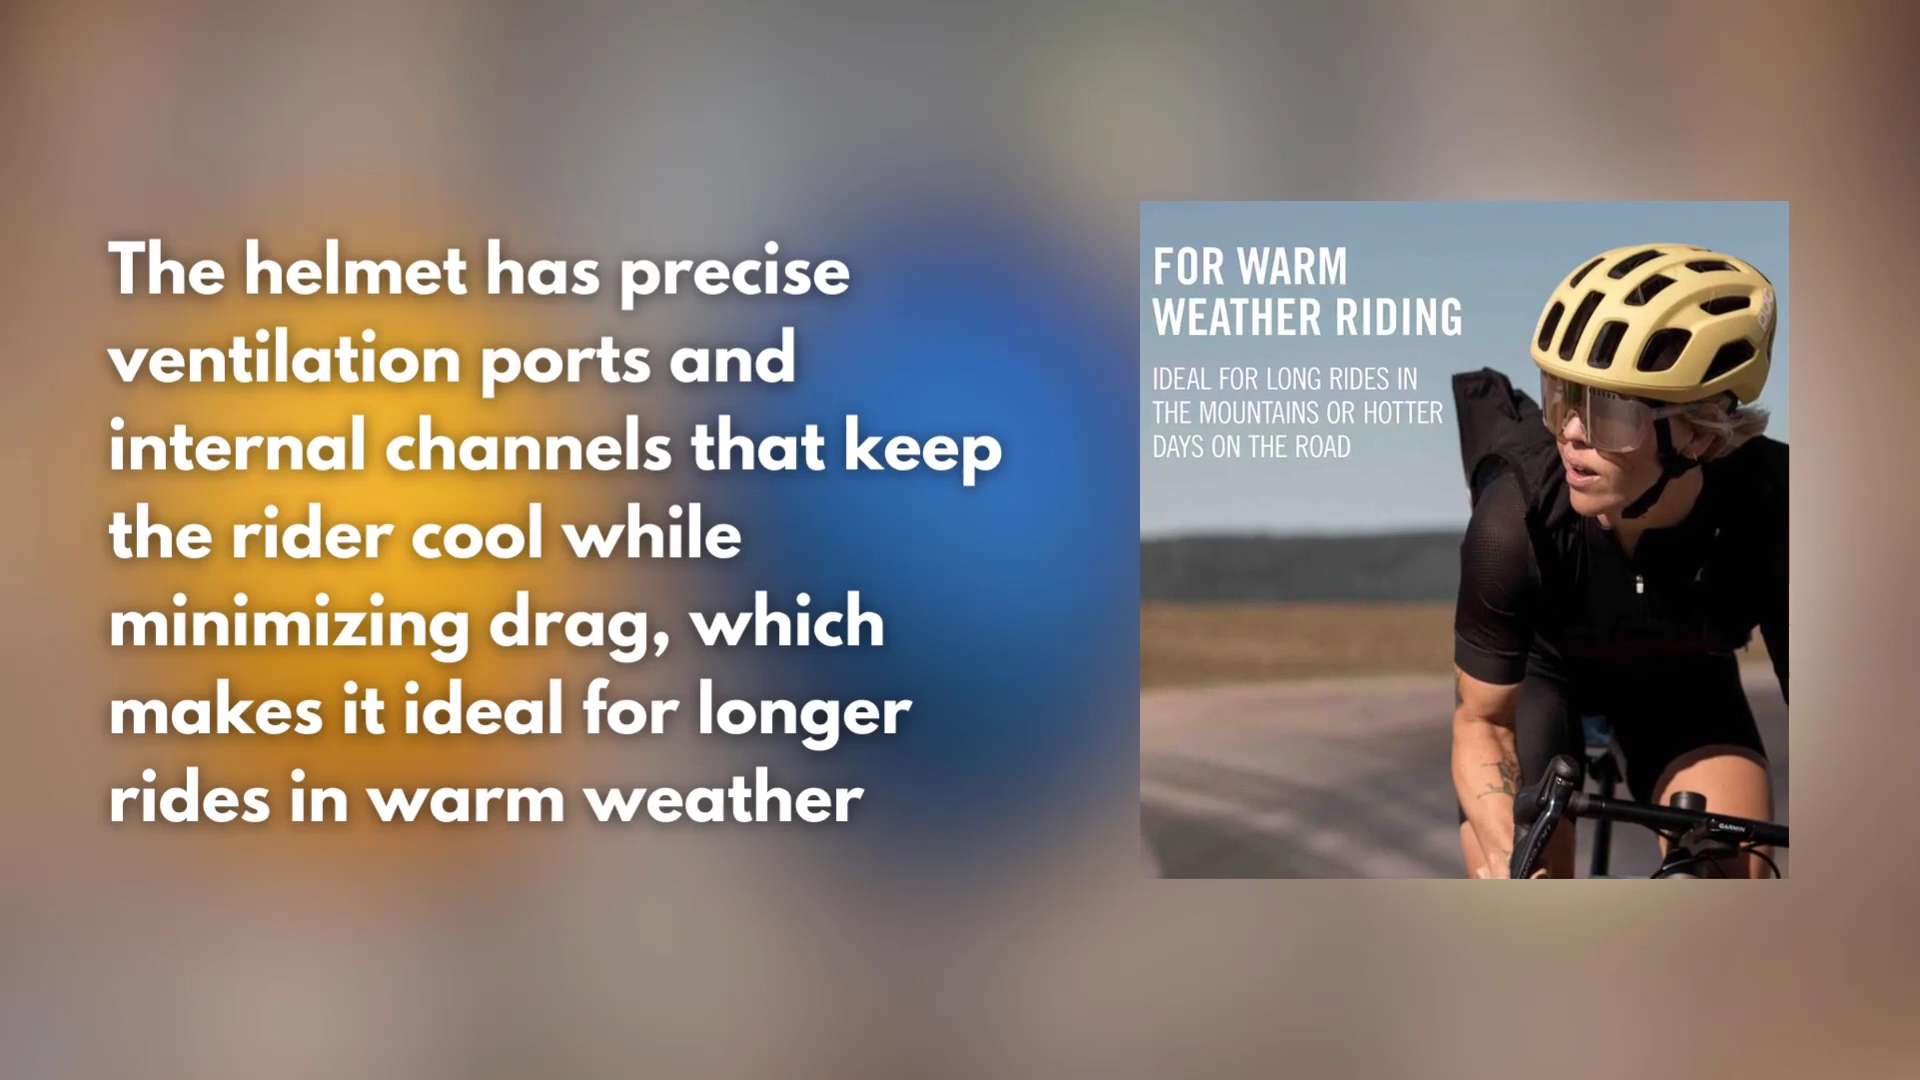 The helmet has precise
ventilation ports and
internal channels that keep
the rider cool while
minimizing drag, which
makes it ideal for longer
rides in warm weather
FOR WARM
WEATHER RIDING
IDEAL FOR LONG RIDES IN
THE MOUNTAINS OR HOTTER
DAYS ON THE ROAD
POC
GARMIN